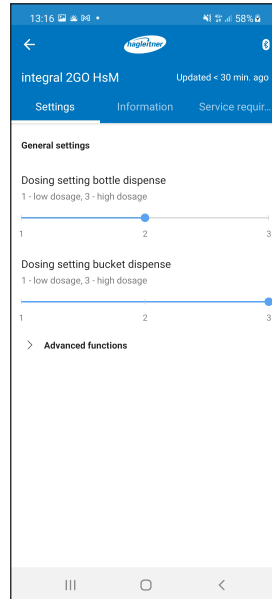 13:16
58%
hagleitner
integral 2GO HsM
Updated < 30 min. ago
Settings
Information
Service requir...
General settings
Dosing setting bottle dispense
1 - low dosage, 3 - high dosage
1
2
3
Dosing setting bucket dispense
1 - low dosage, 3 - high dosage
1
2
3
Advanced functions